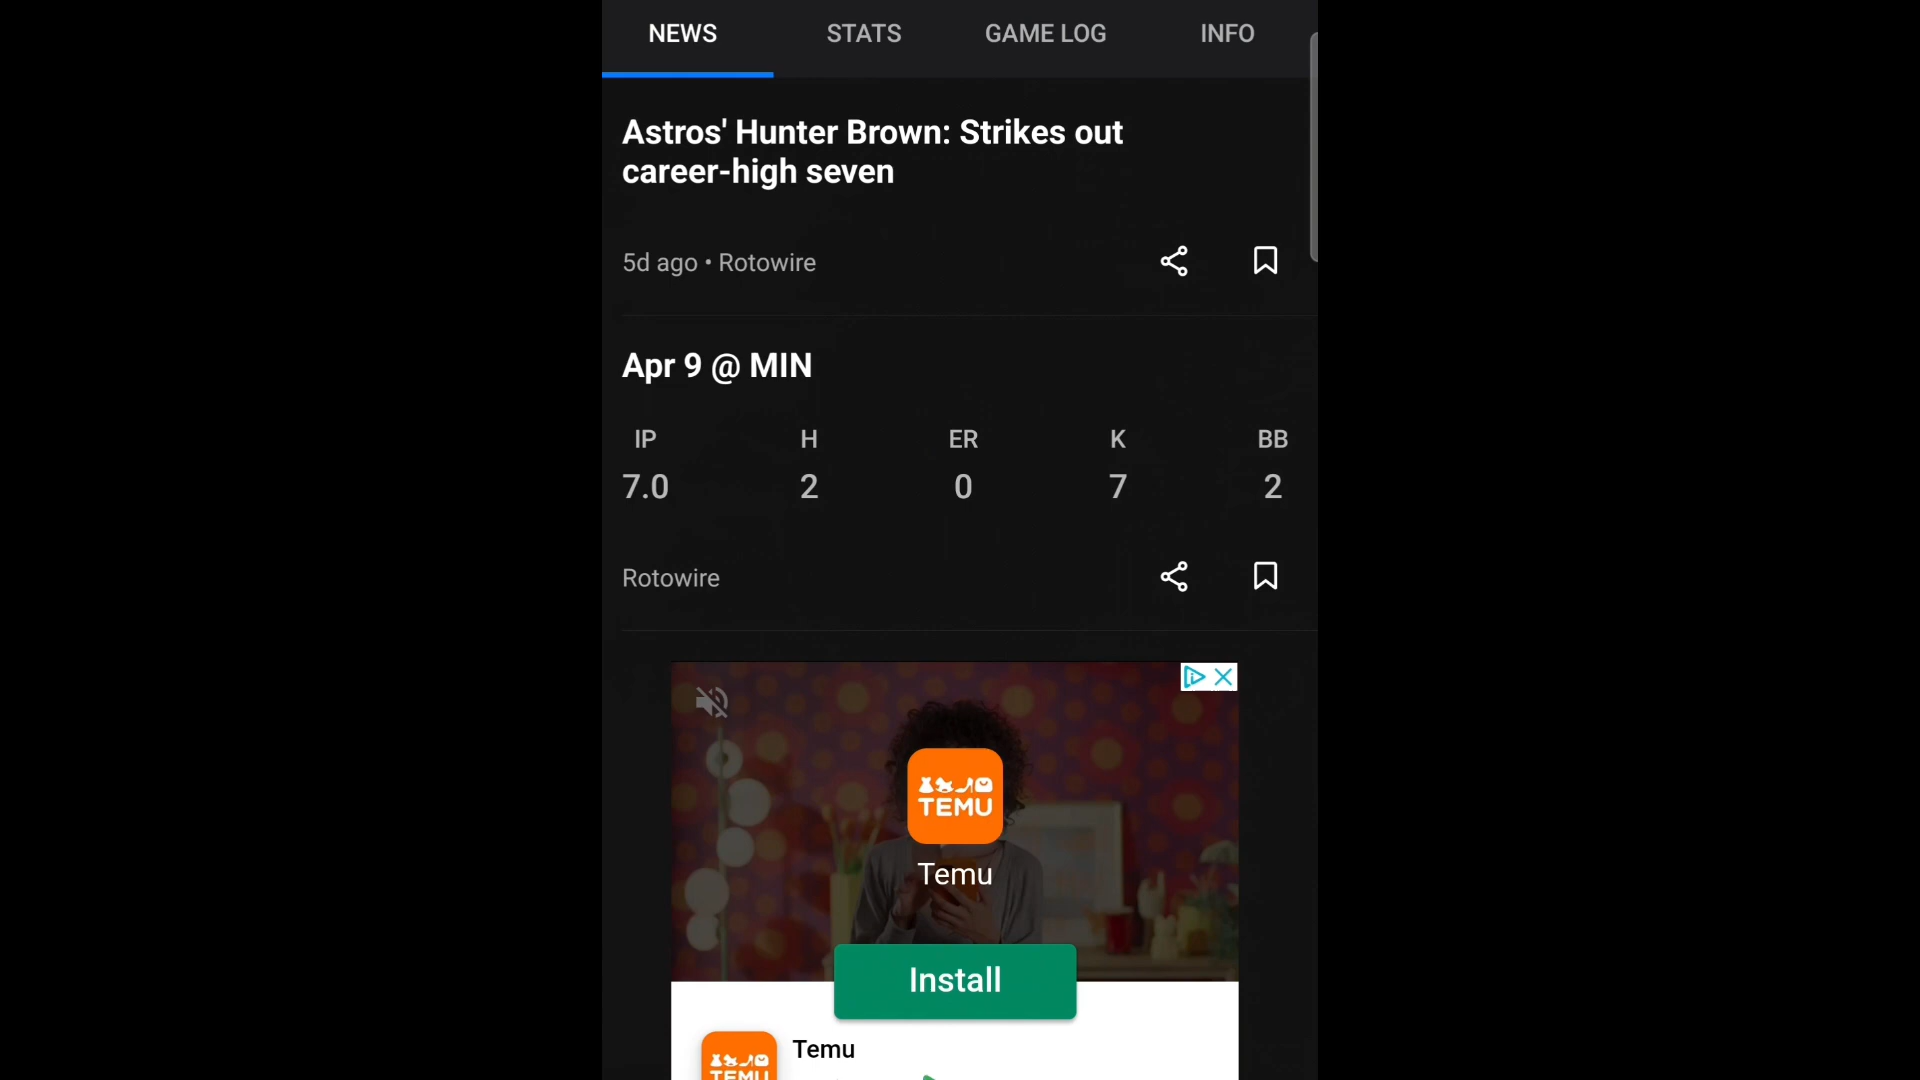 NEWS STATS GAME LOG INFO
Astros' Hunter Brown: Strikes out
career-high seven
5d ago • Rotowire
Apr 9 @ MIN
IP H ER K BB
7.0 2 0 7 2
Rotowire
TEMU
Temu
Install
Temu
TEMU